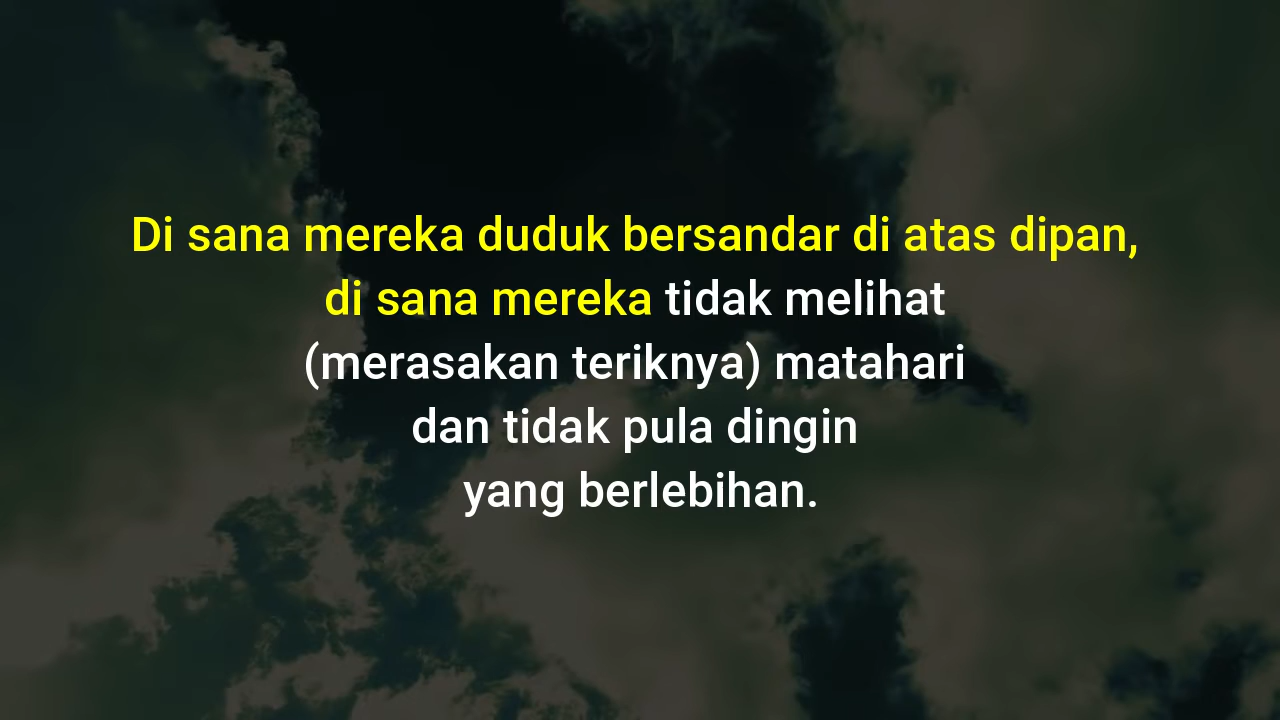 Di sana mereka duduk bersandar di atas dipan,
di sana mereka tidak melihat
(merasakan teriknya) matahari
dan tidak pula dingin
yang berlebihan.